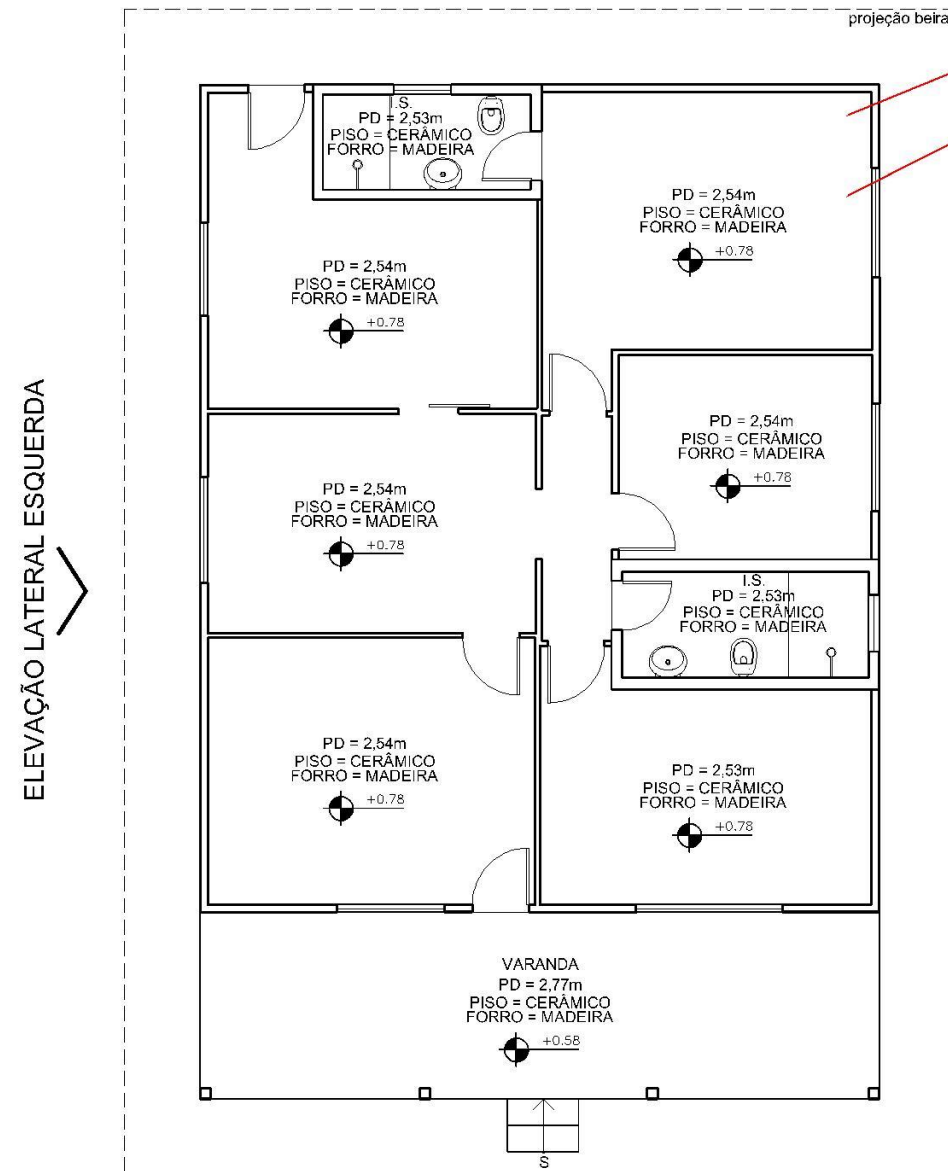 projeção beira
I.S.
PD = 2,53m
PISO = CERÂMICO
FORRO = MADEIRA
PD = 2,54m
PISO = CERÂMICO
FORRO = MADEIRA
+0.78
PD = 2,54m
PISO = CERÂMICO
FORRO = MADEIRA
+0.78
ELEVAÇÃO LATERAL ESQUERDA
PD = 2,54m
PISO = CERÂMICO
FORRO = MADEIRA
+0.78
PD = 2,54m
PISO = CERÂMICO
FORRO = MADEIRA
+0.78
I.S.
PD = 2,53m
PISO = CERÂMICO
FORRO = MADEIRA
PD = 2,54m
PISO = CERÂMICO
FORRO = MADEIRA
+0.78
PD = 2,53m
PISO = CERÂMICO
FORRO = MADEIRA
+0.78
VARANDA
PD = 2,77m
PISO = CERÂMICO
FORRO = MADEIRA
+0.58
S